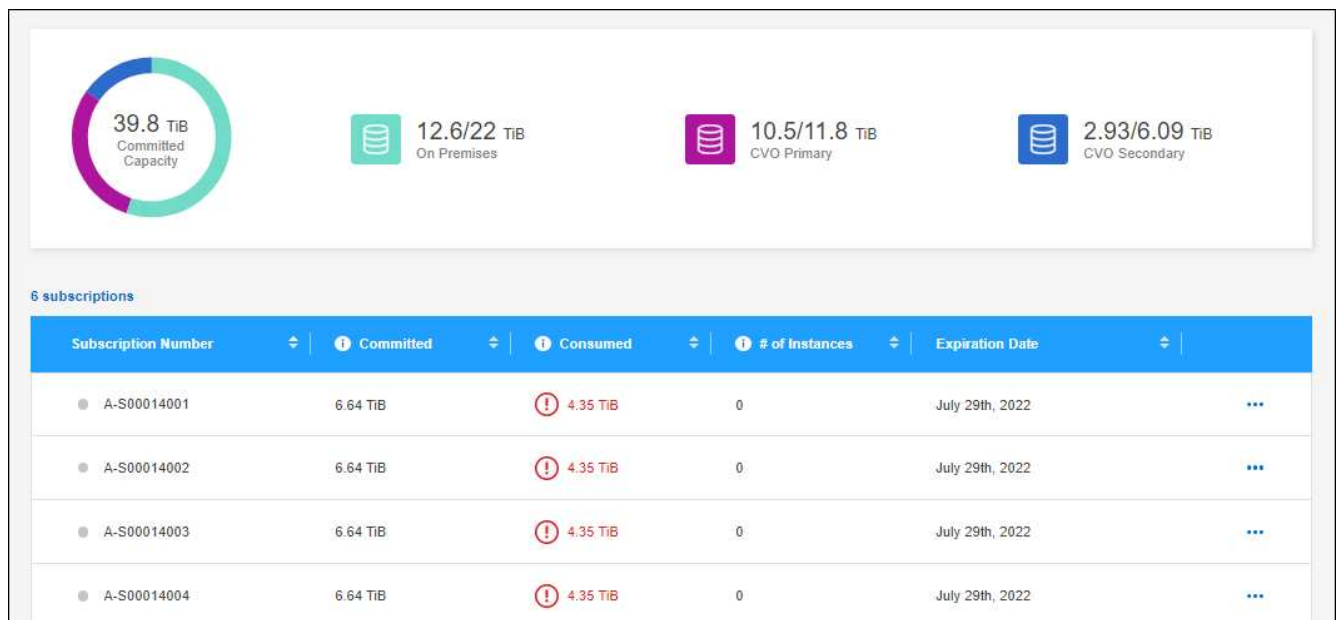 39.8 TiB
Committed
Capacity
12.6/22 TiB
On Premises
10.5/11.8 TiB
CVO Primary
2.93/6.09 TiB
CVO Secondary
6 subscriptions
Subscription Number Committed Consumed # of Instances Expiration Date
A-S00014001 6.64 TiB 4.35 TiB 0 July 29th, 2022
A-S00014002 6.64 TiB 4.35 TiB 0 July 29th, 2022
A-S00014003 6.64 TiB 4.35 TiB 0 July 29th, 2022
A-S00014004 6.64 TiB 4.35 TiB 0 July 29th, 2022